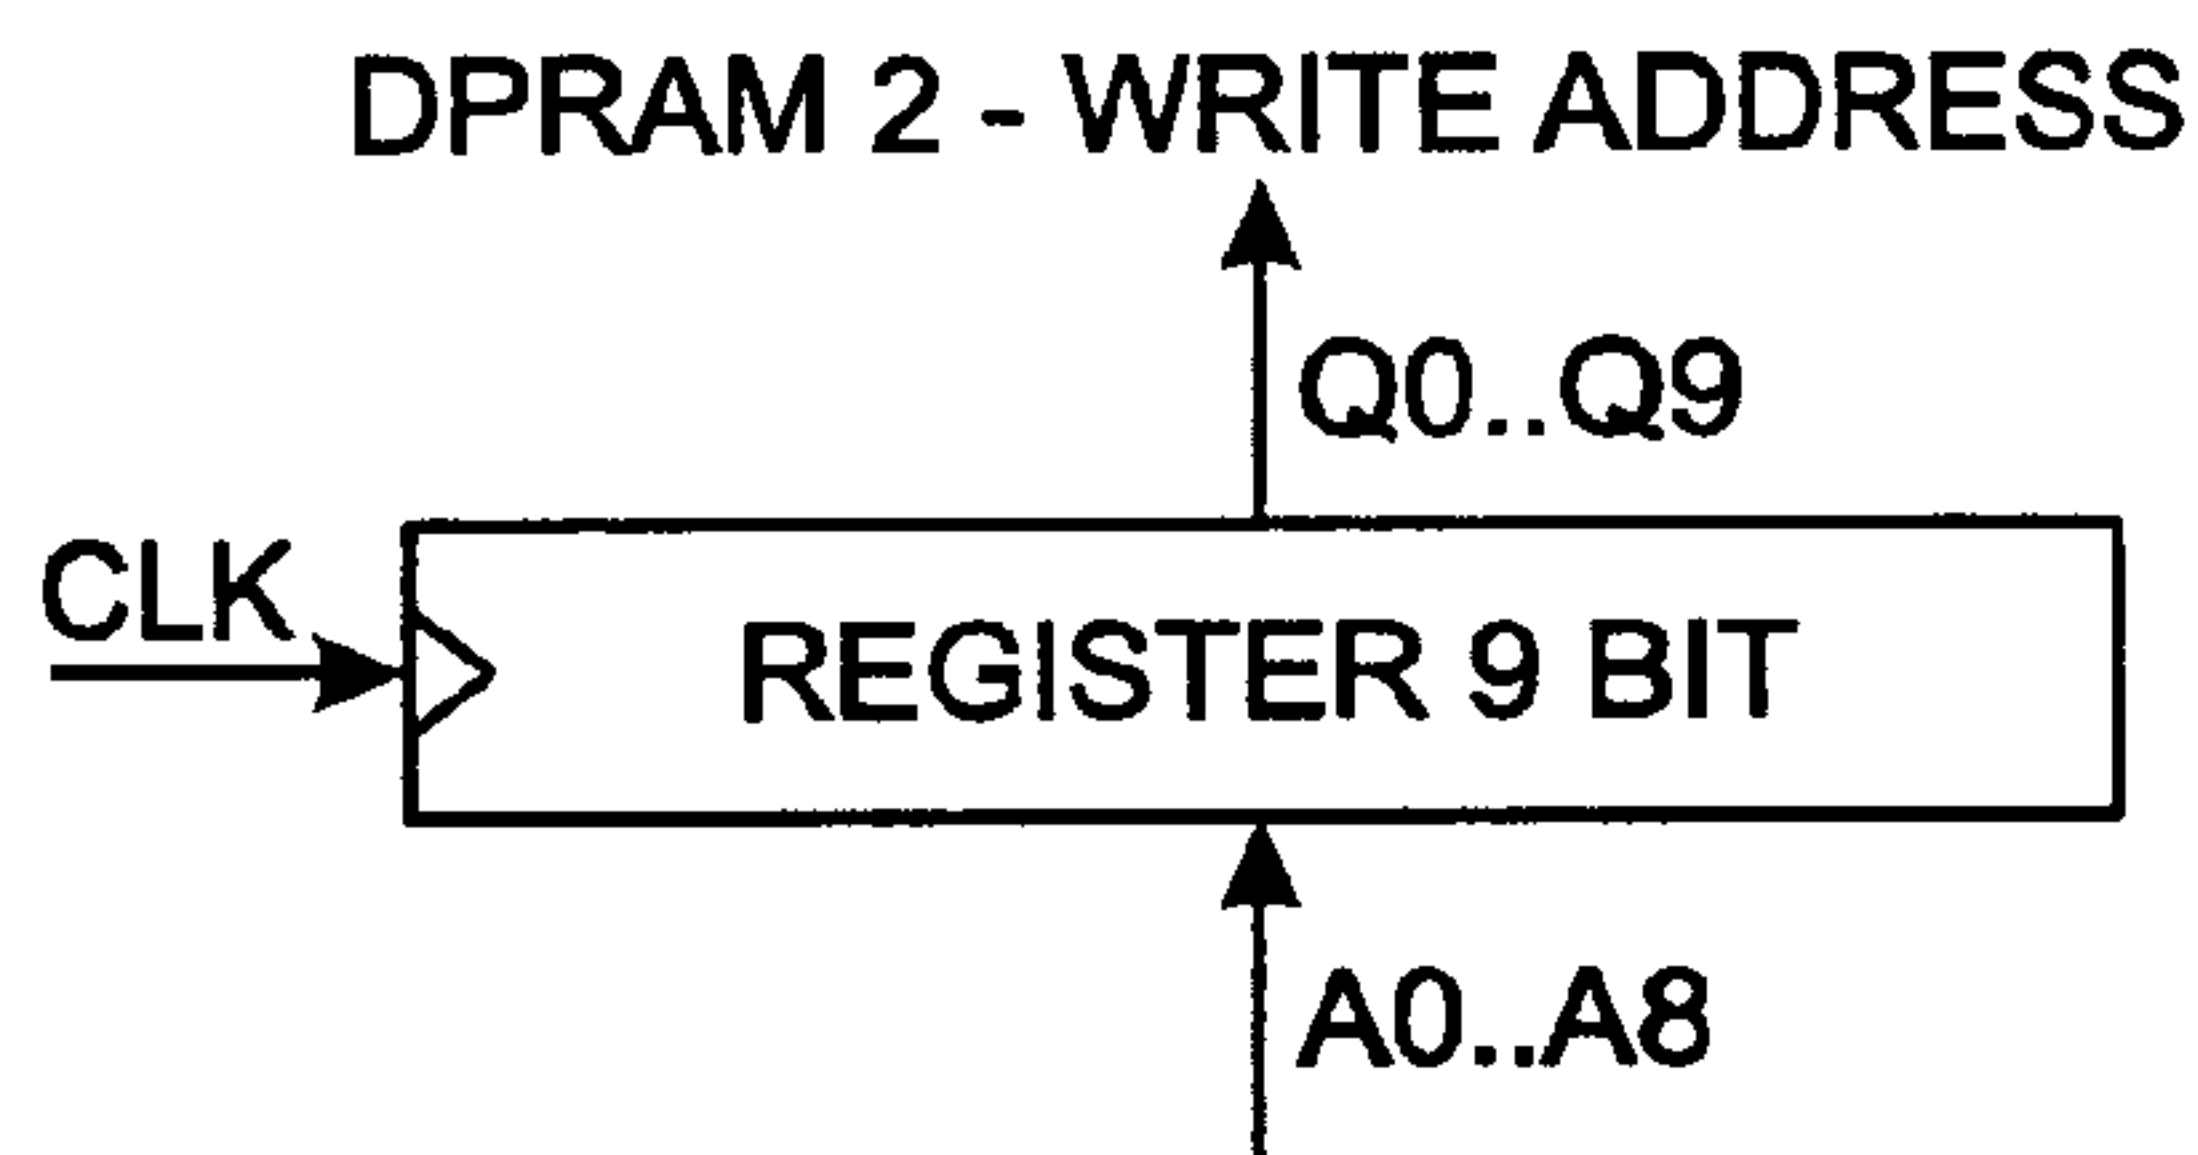 DPRAM 2 - WRITE ADDRESS
Q0..Q9
CLK
REGISTER 9 BIT
A0..A8